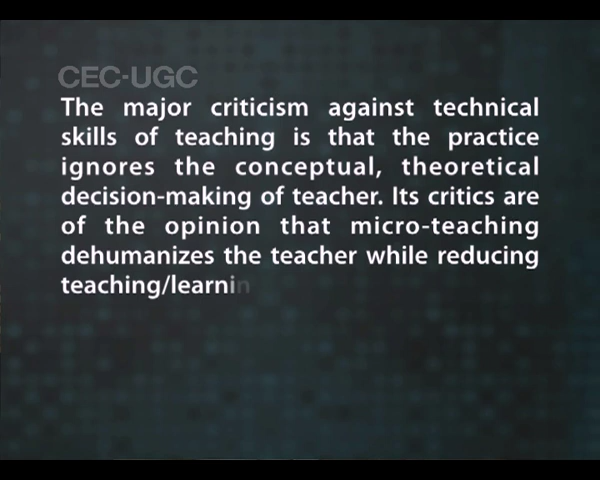 CEC-UGC
The major criticism against technical
skills of teaching is that the practice
ignores the conceptual, theoretical
decision-making of teacher. Its critics are
of the opinion that micro-teaching
dehumanizes the teacher while reducing
teaching/learnin